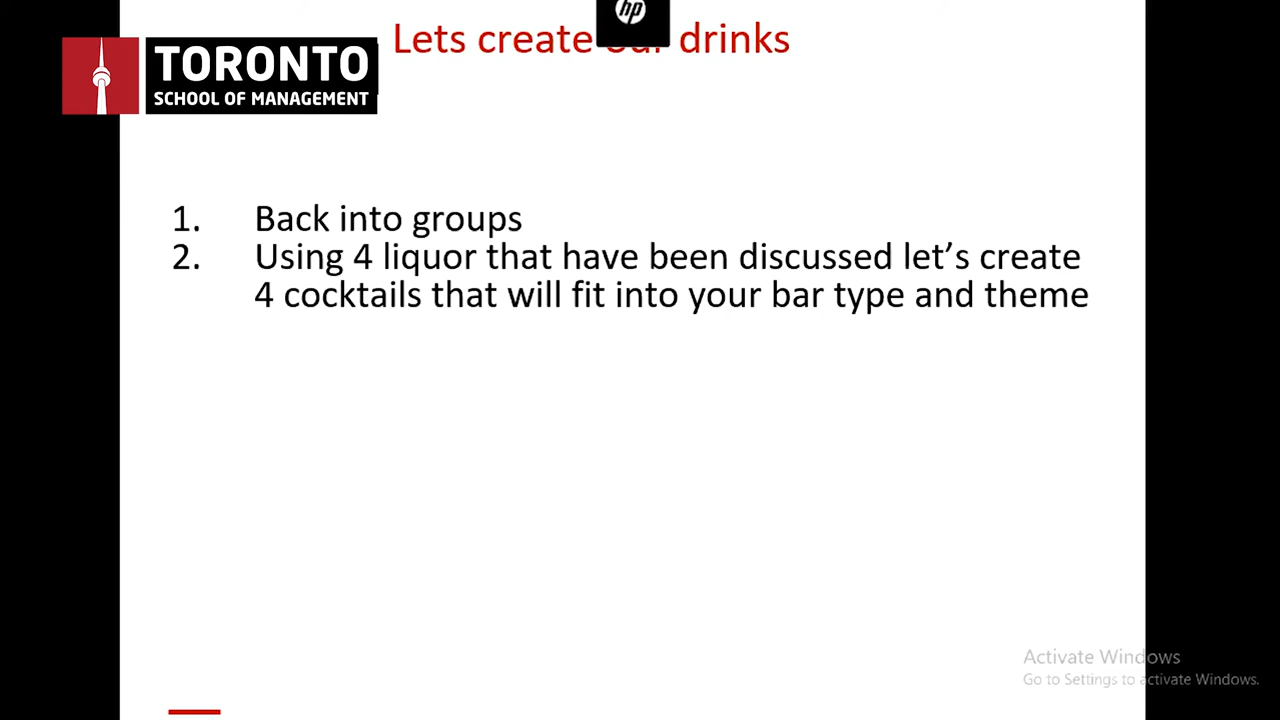 hp
Lets create our drinks
TORONTO
SCHOOL OF MANAGEMENT
1. Back into groups
2. Using 4 liquor that have been discussed let's create
4 cocktails that will fit into your bar type and theme
Activate Windows
Go to Settings to activate Windows.